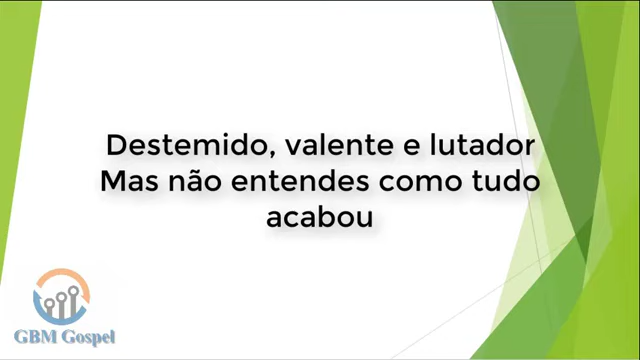 Destemido, valente e lutador
Mas não entendes como tudo
acabou
GBM Gospel